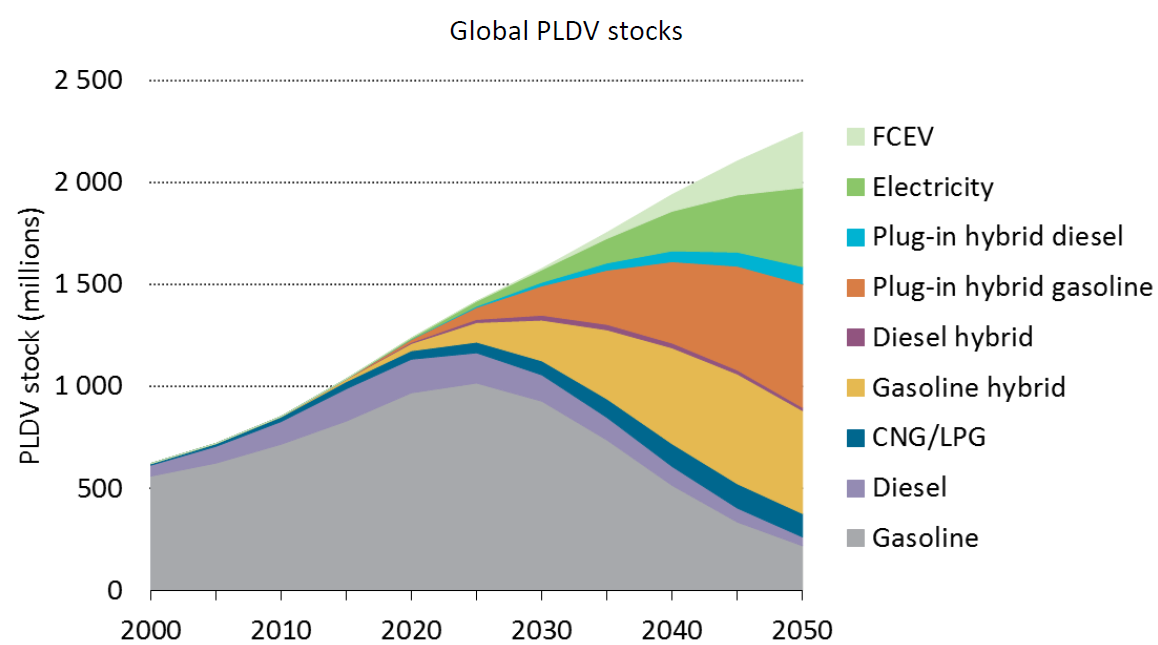 Global PLDV stocks
PLDV stock (millions)
2 500
2 000
1 500
1 000
500
0
2000 2010 2020 2030 2040 2050
FCEV
Electricity
Plug-in hybrid diesel
Plug-in hybrid gasoline
Diesel hybrid
Gasoline hybrid
CNG/LPG
Diesel
Gasoline